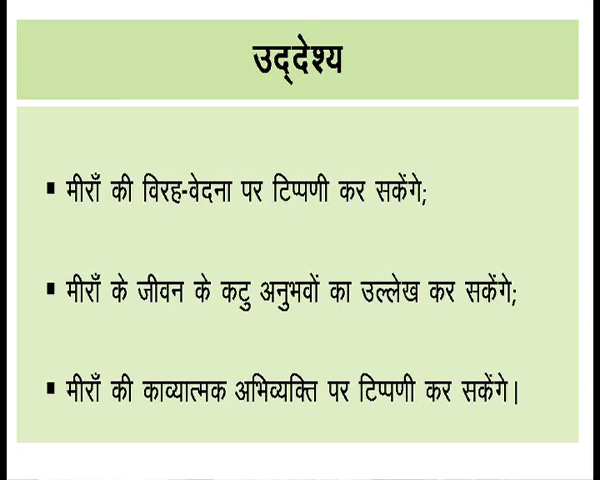 उद्देश्य
▪ मीराँ की विरह-वेदना पर टिप्पणी कर सकेंगे;
▪ मीराँ के जीवन के कटु अनुभवों का उल्लेख कर सकेंगे;
▪ मीराँ की काव्यात्मक अभिव्यक्ति पर टिप्पणी कर सकेंगे।